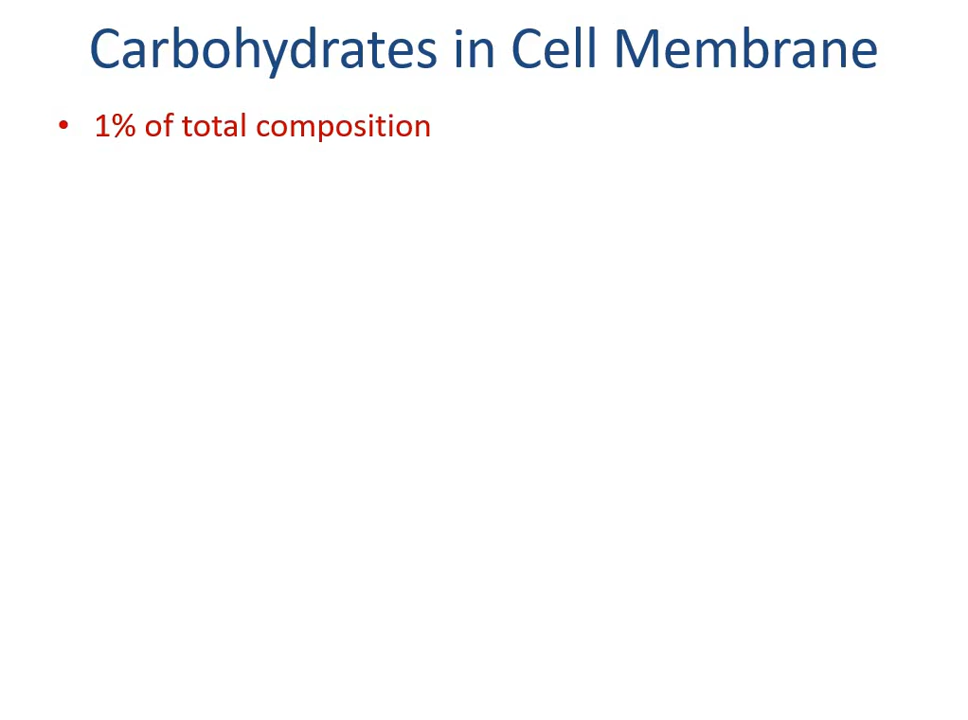 Carbohydrates in Cell Membrane
• 1% of total composition